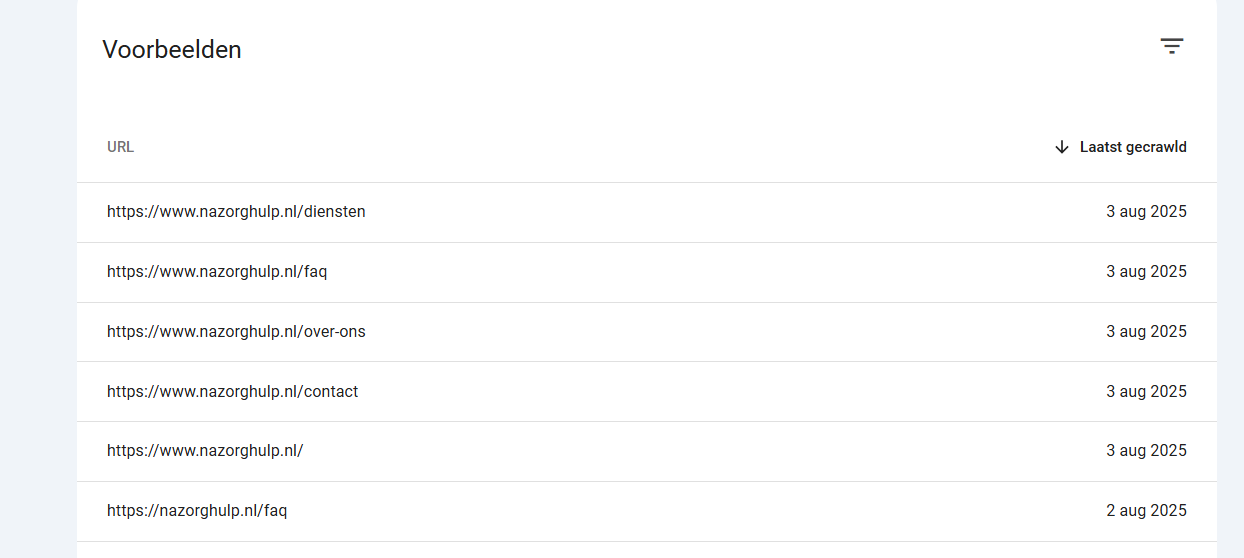 Voorbeelden
URL
Laatst gecrawld
https://www.nazorghulp.nl/diensten 3 aug 2025
https://www.nazorghulp.nl/faq 3 aug 2025
https://www.nazorghulp.nl/over-ons 3 aug 2025
https://www.nazorghulp.nl/contact 3 aug 2025
https://www.nazorghulp.nl/ 3 aug 2025
https://nazorghulp.nl/faq 2 aug 2025